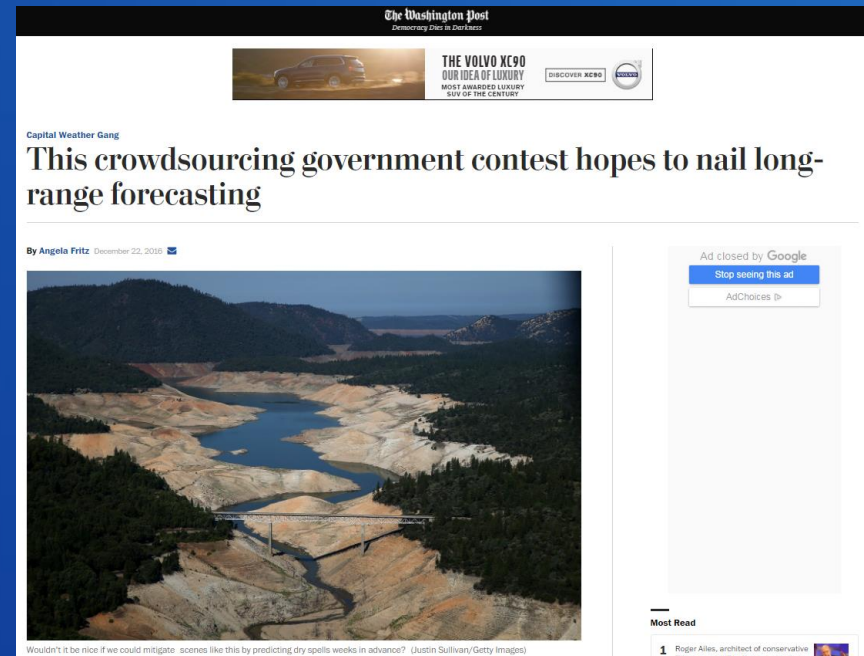 The Washington Post
Democracy Dies in Darkness
THE VOLVO XC90
OUR IDEA OF LUXURY
MOST AWARDED LUXURY
SUV OF THE CENTURY
DISCOVER XC90
VOLVO
Capital Weather Gang
This crowdsourcing government contest hopes to nail long-
range forecasting
By Angela Fritz December 22, 2016
Ad closed by Google
Stop seeing this ad
AdChoices
Wouldn't it be nice if we could mitigate scenes like this by predicting dry spells weeks in advance? (Justin Sullivan/Getty Images)
Most Read
1 Roger Ailes, architect of conservative